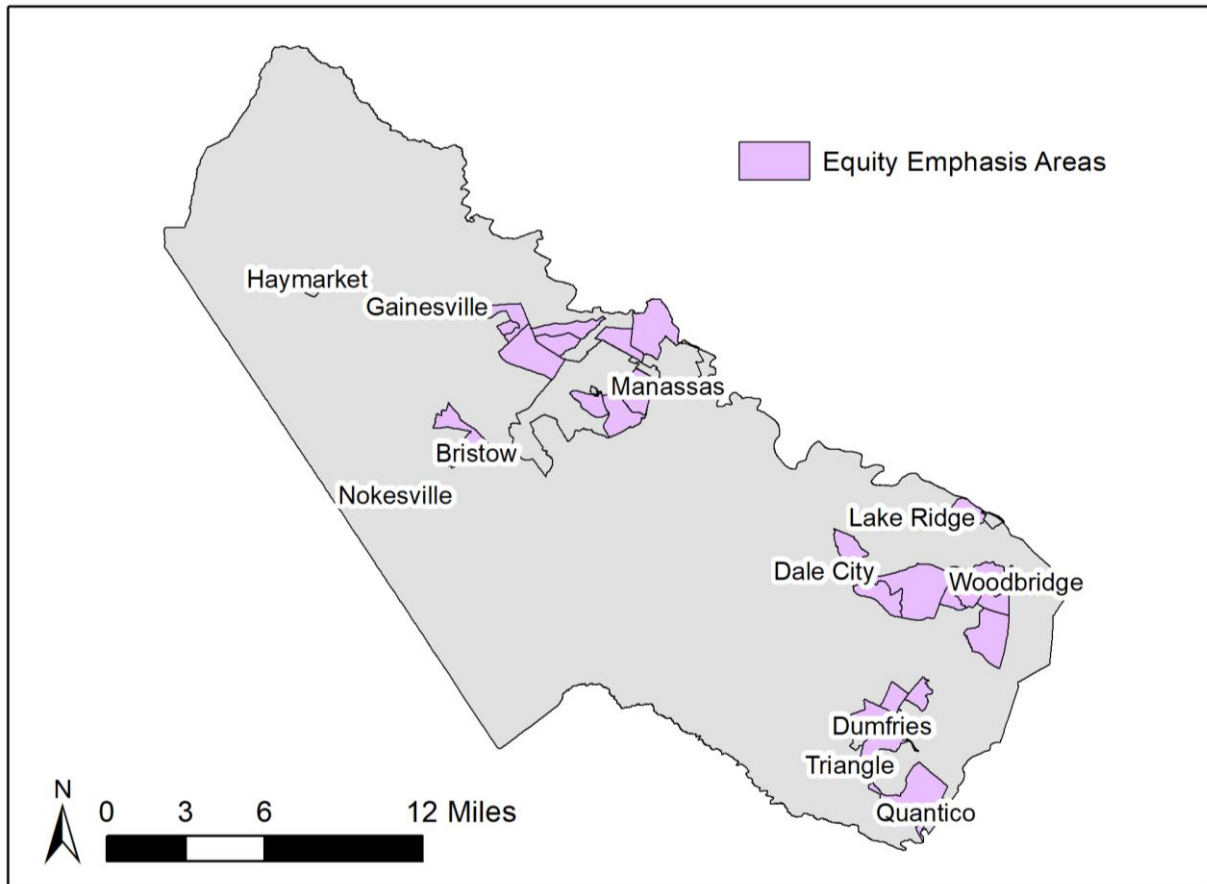 Equity Emphasis Areas
Haymarket
Gainesville
Manassas
Bristow
Nokesville
Lake Ridge
Dale City
Woodbridge
Dumfries
Triangle
Quantico
N
0 3 6 12 Miles